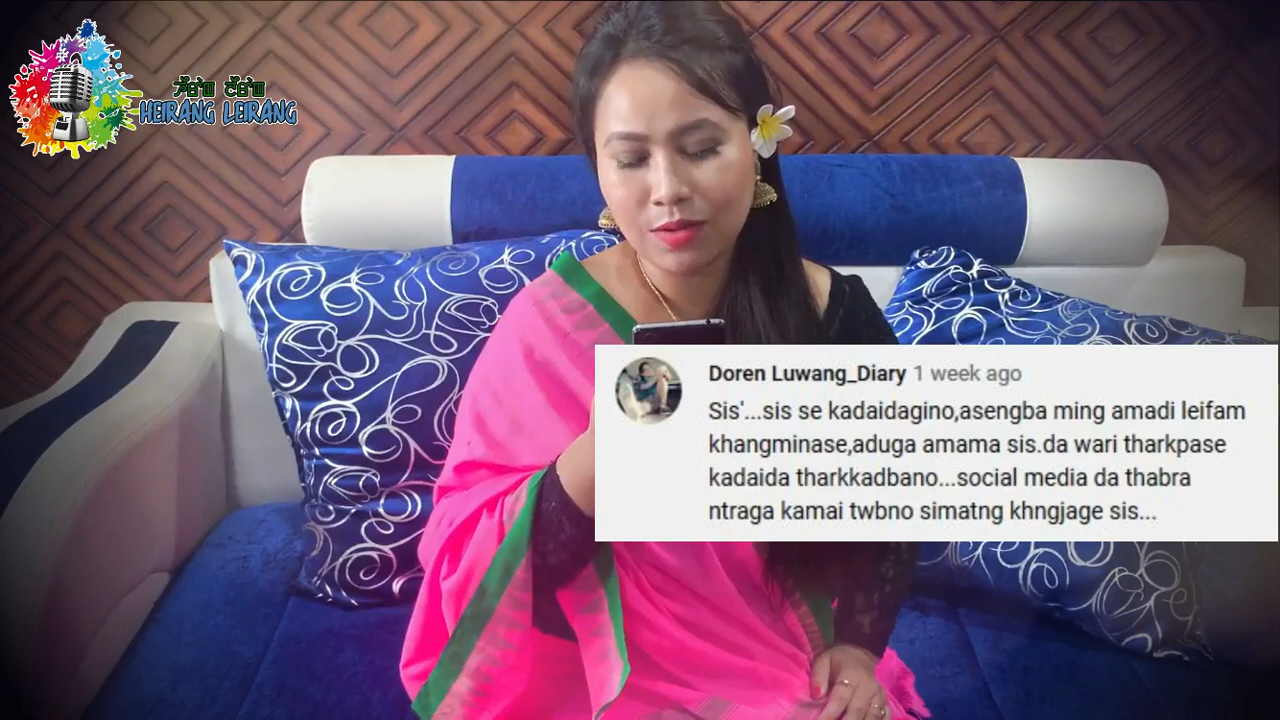 ꯍꯩꯔꯥꯡ ꯂꯩꯔꯥꯡ
HEIRANG LEIRANG
Doren Luwang_Diary 1 week ago
Sis'...sis se kadaidagino,asengba ming amadi leifam
khangminase,aduga amama sis.da wari tharkpase
kadaida tharkkadbano...social media da thabra
ntraga kamai twbno simatng khngjage sis...